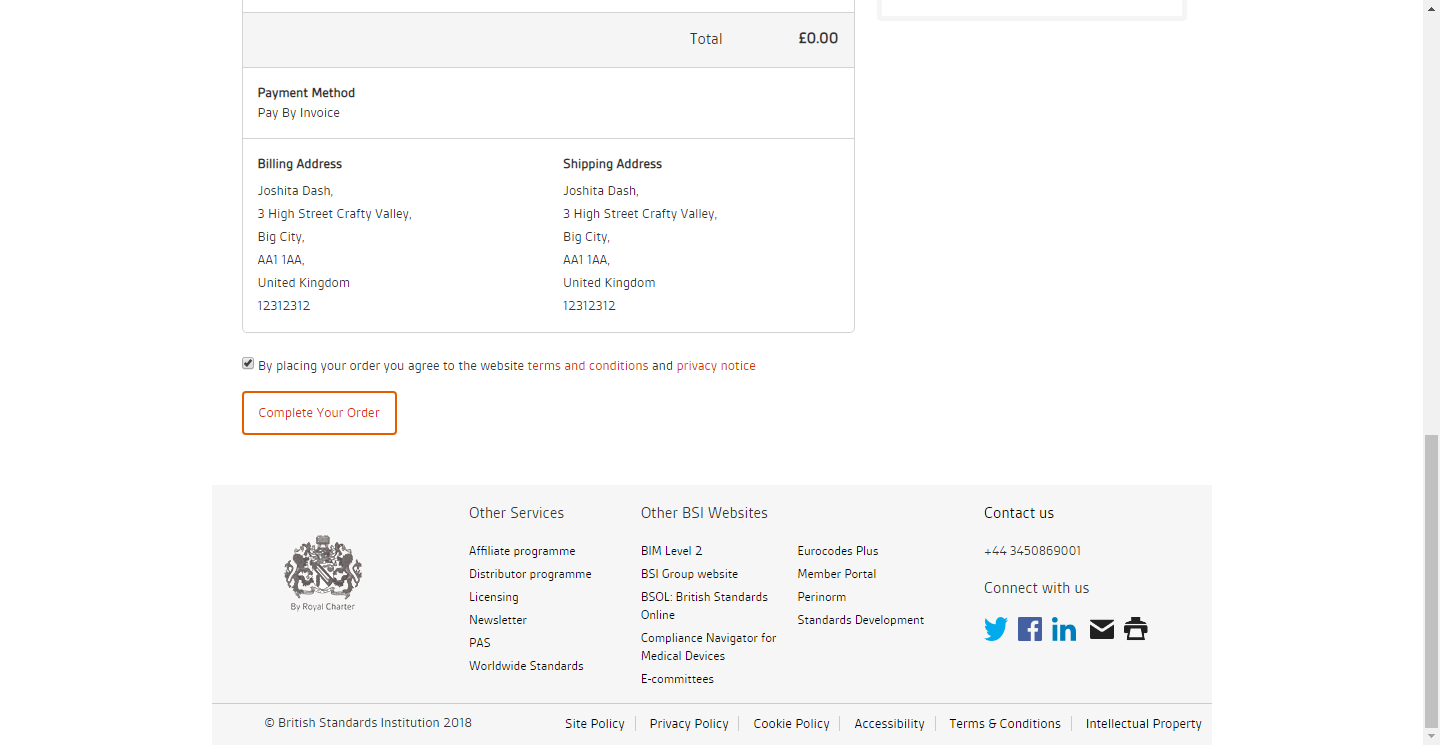 Total £0.00
Payment Method
Pay By Invoice
Billing Address
Joshita Dash,
3 High Street Crafty Valley,
Big City,
AA1 1AA,
United Kingdom
12312312
Shipping Address
Joshita Dash,
3 High Street Crafty Valley,
Big City,
AA1 1AA,
United Kingdom
12312312
By placing your order you agree to the website terms and conditions and privacy notice
Complete Your Order
By Royal Charter
Other Services
Affiliate programme
Distributor programme
Licensing
Newsletter
PAS
Worldwide Standards
Other BSI Websites
BIM Level 2
BSI Group website
BSOL: British Standards
Online
Compliance Navigator for
Medical Devices
E-committees
Eurocodes Plus
Member Portal
Perinorm
Standards Development
Contact us
+44 3450869001
Connect with us
© British Standards Institution 2018
Site Policy
Privacy Policy
Cookie Policy
Accessibility
Terms & Conditions
Intellectual Property